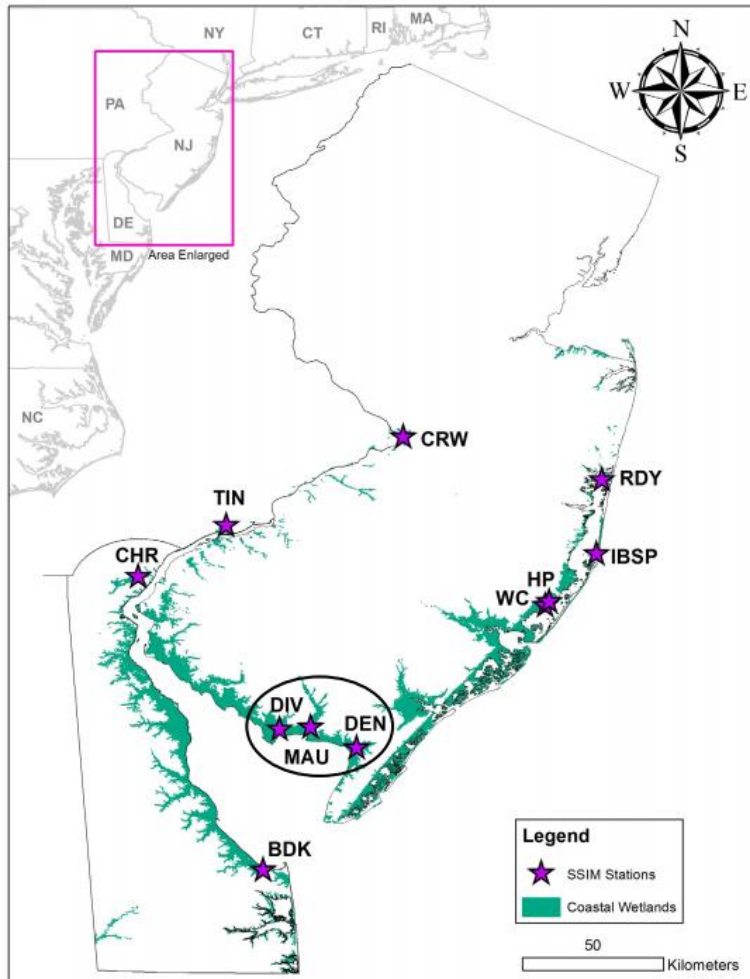 NY
CT
RI
MA
PA
NJ
DE
MD
Area Enlarged
NC
N
W
E
S
CRW
RDY
TIN
CHR
IBSP
HP
WC
DIV
DEN
MAU
BDK
Legend
SSIM Stations
Coastal Wetlands
50
Kilometers